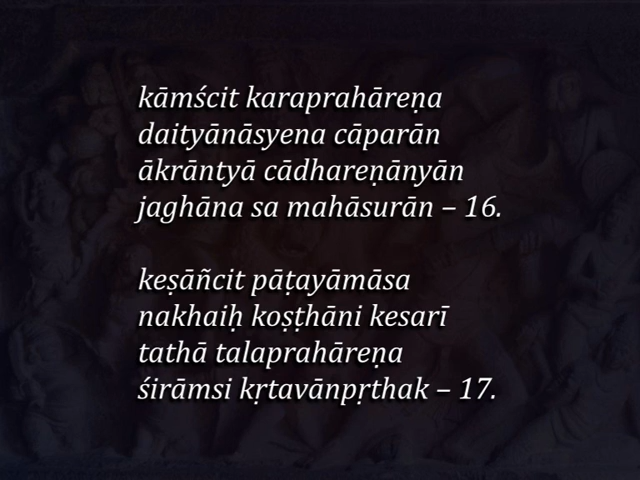 kāmścit karaprahāreṇa
daityānāsyena cāparān
ākrāntyā cādhareṇānyān
jaghāna sa mahāsurān – 16.
keṣāñcit pāṭayāmāsa
nakhaiḥ koṣṭhāni kesarī
tathā talaprahāreṇa
śirāmsi kṛtavānpṛthak – 17.